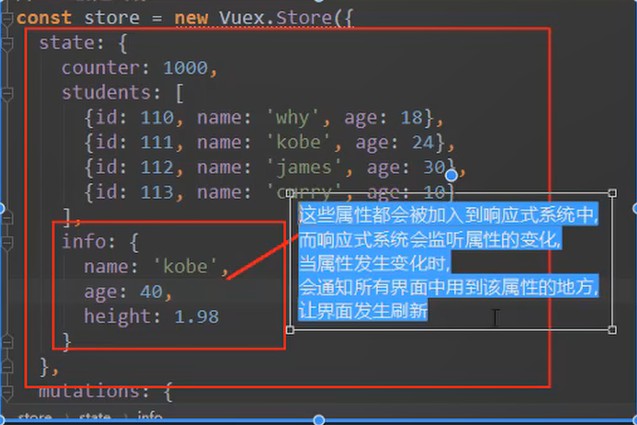 const store = new Vuex.Store({
state: {
counter: 1000,
students: [
{id: 110, name: 'why', age: 18},
{id: 111, name: 'kobe', age: 24},
{id: 112, name: 'james', age: 30},
{id: 113, name: 'curry', age: 10}
],
这些属性都会被加入到响应式系统中,
而响应式系统会监听属性的变化,
当属性发生变化时,
会通知所有界面中用到该属性的地方,
让界面发生刷新
info: {
name: 'kobe',
age: 40,
height: 1.98
}
},
mutations: {
store › state › info